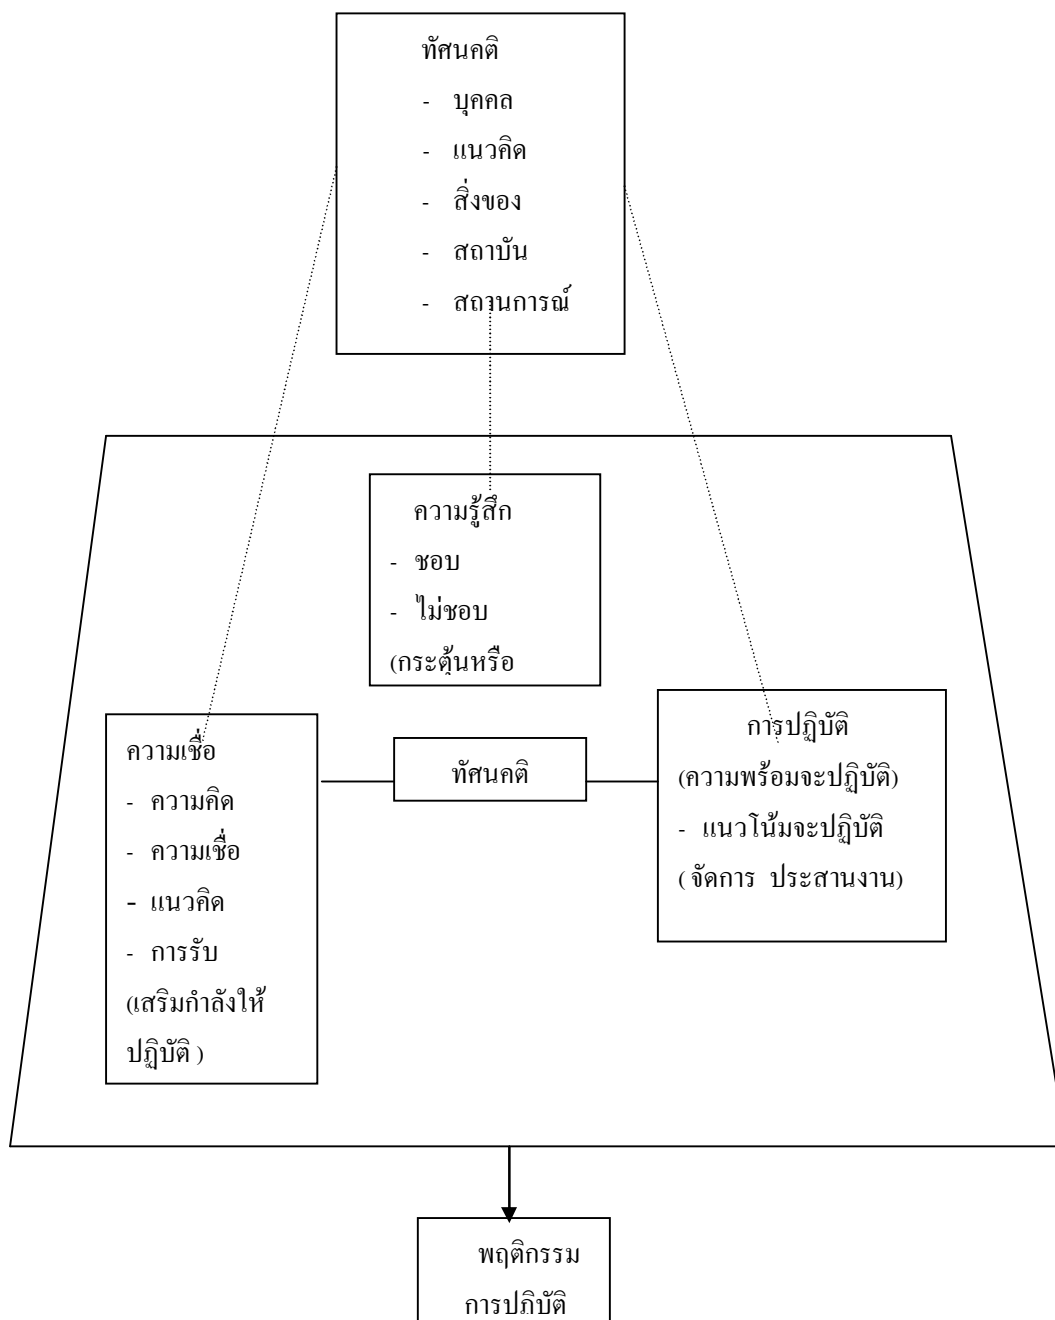 ทัศนคติ
- บุคคล
- แนวคิด
- สิ่งของ
- สถาบัน
- สถานการณ์
ความรู้สึก
- ชอบ
- ไม่ชอบ
(กระตุ้นหรือ
ความเชื่อ
- ความคิด
- ความเชื่อ
- แนวคิด
- การรับ
(เสริมกำลังให้
ปฏิบัติ )
ทัศนคติ
การปฏิบัติ
(ความพร้อมจะปฏิบัติ)
- แนวโน้มจะปฏิบัติ
( จัดการ ประสานงาน)
พฤติกรรม
การปฏิบัติ